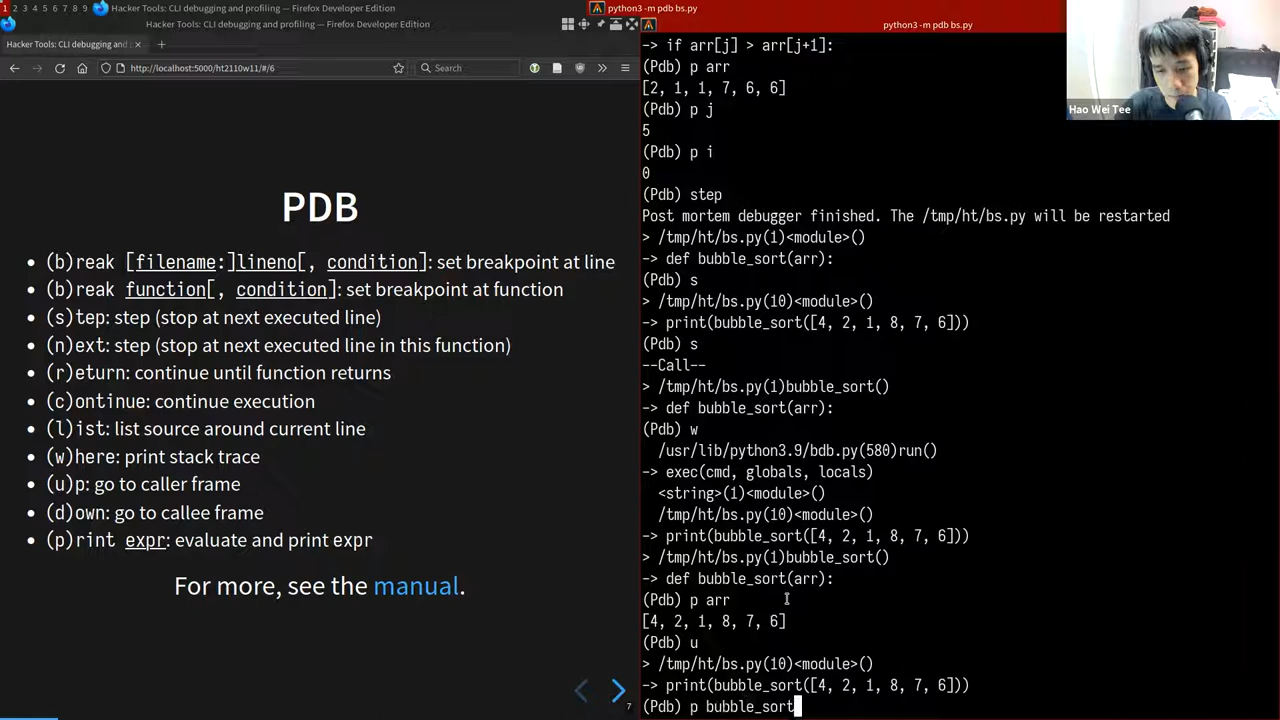 1 2 3 4 5 6 7 8 9
Hacker Tools: CLI debugging and profiling — Firefox Developer Edition
python3 -m pdb bs.py
Hacker Tools: CLI debugging and profiling — Firefox Developer Edition
python3 -m pdb bs.py
Hacker Tools: CLI debugging and
http://localhost:5000/ht2110w11/#/6
Search
PDB
(b)reak [filename:]lineno[, condition]: set breakpoint at line
(b)reak function[, condition]: set breakpoint at function
(s)tep: step (stop at next executed line)
(n)ext: step (stop at next executed line in this function)
(r)eturn: continue until function returns
(c)ontinue: continue execution
(l)ist: list source around current line
(w)here: print stack trace
(u)p: go to caller frame
(d)own: go to callee frame
(p)rint expr: evaluate and print expr
For more, see the manual.
7
-> if arr[j] > arr[j+1]:
(Pdb) p arr
[2, 1, 1, 7, 6, 6]
(Pdb) p j
5
(Pdb) p i
0
(Pdb) step
Post mortem debugger finished. The /tmp/ht/bs.py will be restarted
> /tmp/ht/bs.py(1)<module>()
-> def bubble_sort(arr):
(Pdb) s
> /tmp/ht/bs.py(10)<module>()
-> print(bubble_sort([4, 2, 1, 8, 7, 6]))
(Pdb) s
--Call--
> /tmp/ht/bs.py(1)bubble_sort()
-> def bubble_sort(arr):
(Pdb) w
/usr/lib/python3.9/bdb.py(580)run()
-> exec(cmd, globals, locals)
<string>(1)<module>()
/tmp/ht/bs.py(10)<module>()
-> print(bubble_sort([4, 2, 1, 8, 7, 6]))
> /tmp/ht/bs.py(1)bubble_sort()
-> def bubble_sort(arr):
(Pdb) p arr
[4, 2, 1, 8, 7, 6]
(Pdb) u
> /tmp/ht/bs.py(10)<module>()
-> print(bubble_sort([4, 2, 1, 8, 7, 6]))
(Pdb) p bubble_sort
Hao Wei Tee